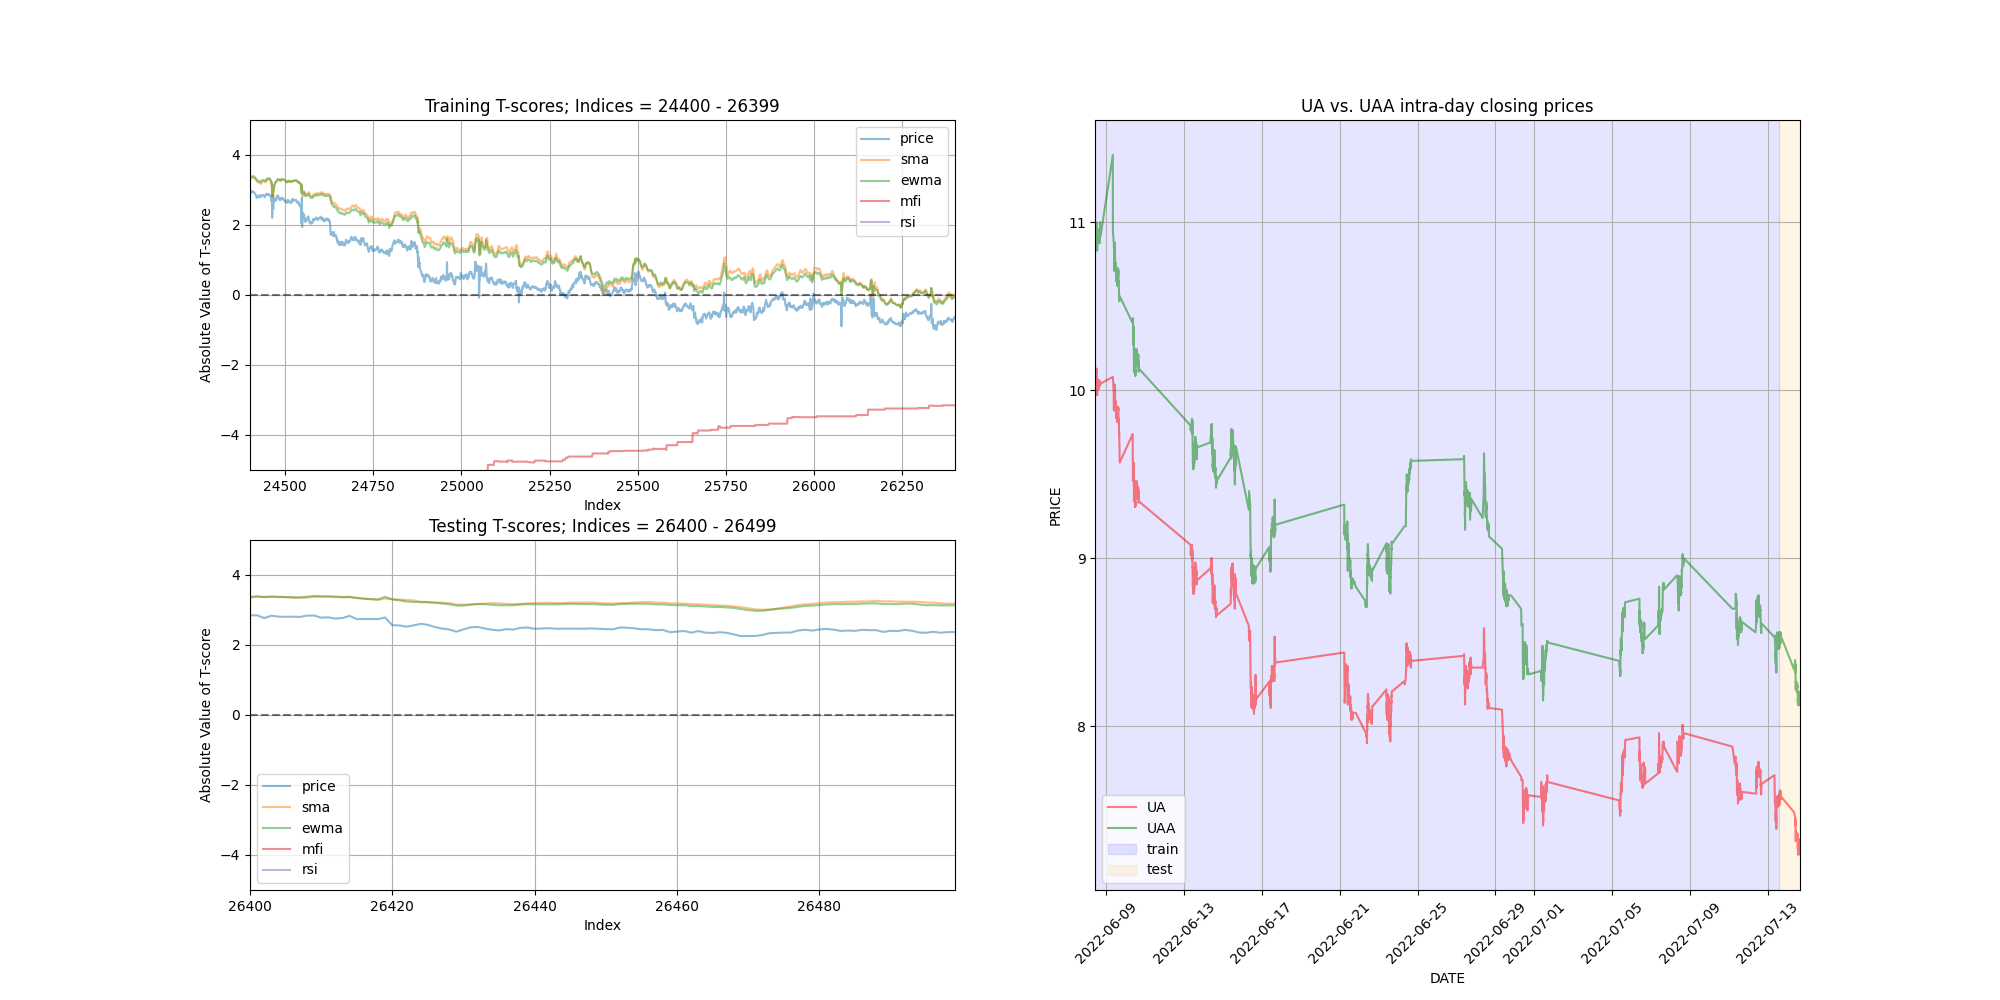 Training T-scores; Indices = 24400 - 26399
Absolute Value of T-score
4
2
0
−2
−4
price
sma
ewma
mfi
rsi
24500 24750 25000 25250 25500 25750 26000 26250
Index
Testing T-scores; Indices = 26400 - 26499
Absolute Value of T-score
4
2
0
−2
−4
price
sma
ewma
mfi
rsi
26400 26420 26440 26460 26480
Index
UA vs. UAA intra-day closing prices
PRICE
11
10
9
8
UA
UAA
train
test
2022-06-09 2022-06-13 2022-06-17 2022-06-21 2022-06-25 2022-06-29 2022-07-01 2022-07-05 2022-07-09 2022-07-13
DATE